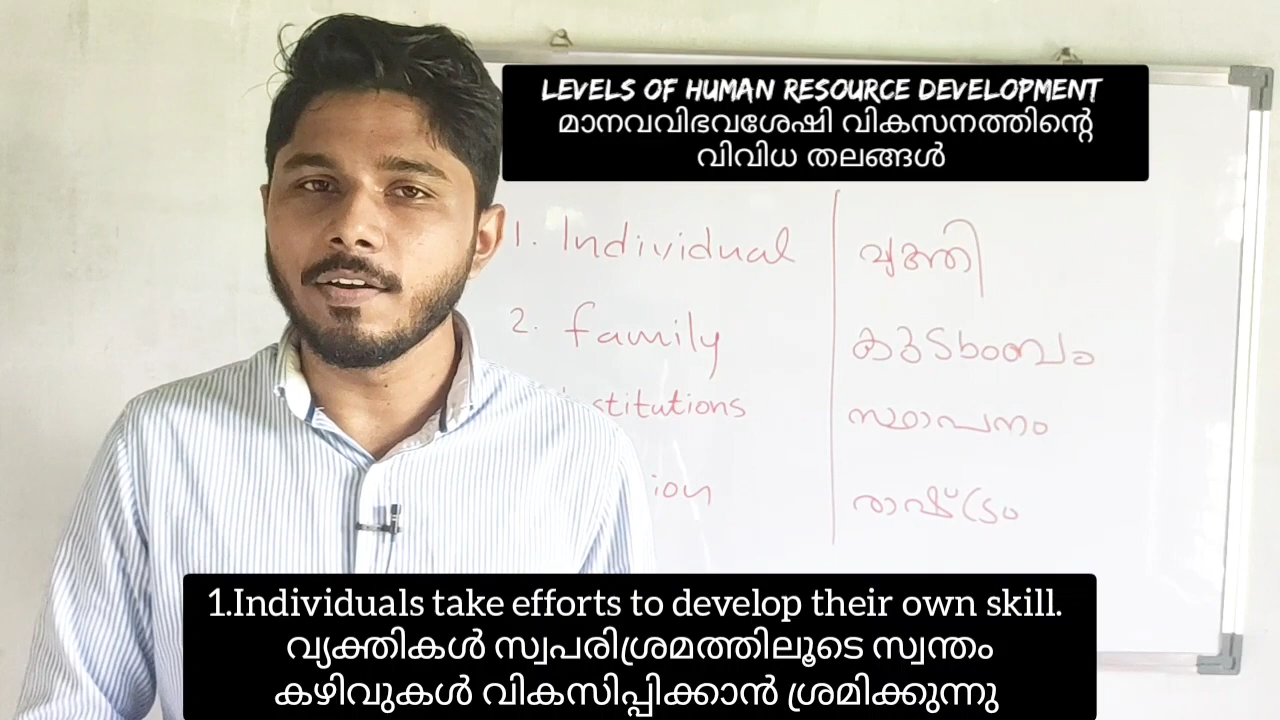 LEVELS OF HUMAN RESOURCE DEVELOPMENT
മാനവവിഭവശേഷി വികസനത്തിന്റെ
വിവിധ തലങ്ങൾ
1. Individual വ്യക്തി
2. family കുടുംബം
stitutions സ്ഥാപനം
ion രാഷ്ട്രം
1.Individuals take efforts to develop their own skill.
വ്യക്തികൾ സ്വപരിശ്രമത്തിലൂടെ സ്വന്തം
കഴിവുകൾ വികസിപ്പിക്കാൻ ശ്രമിക്കുന്നു